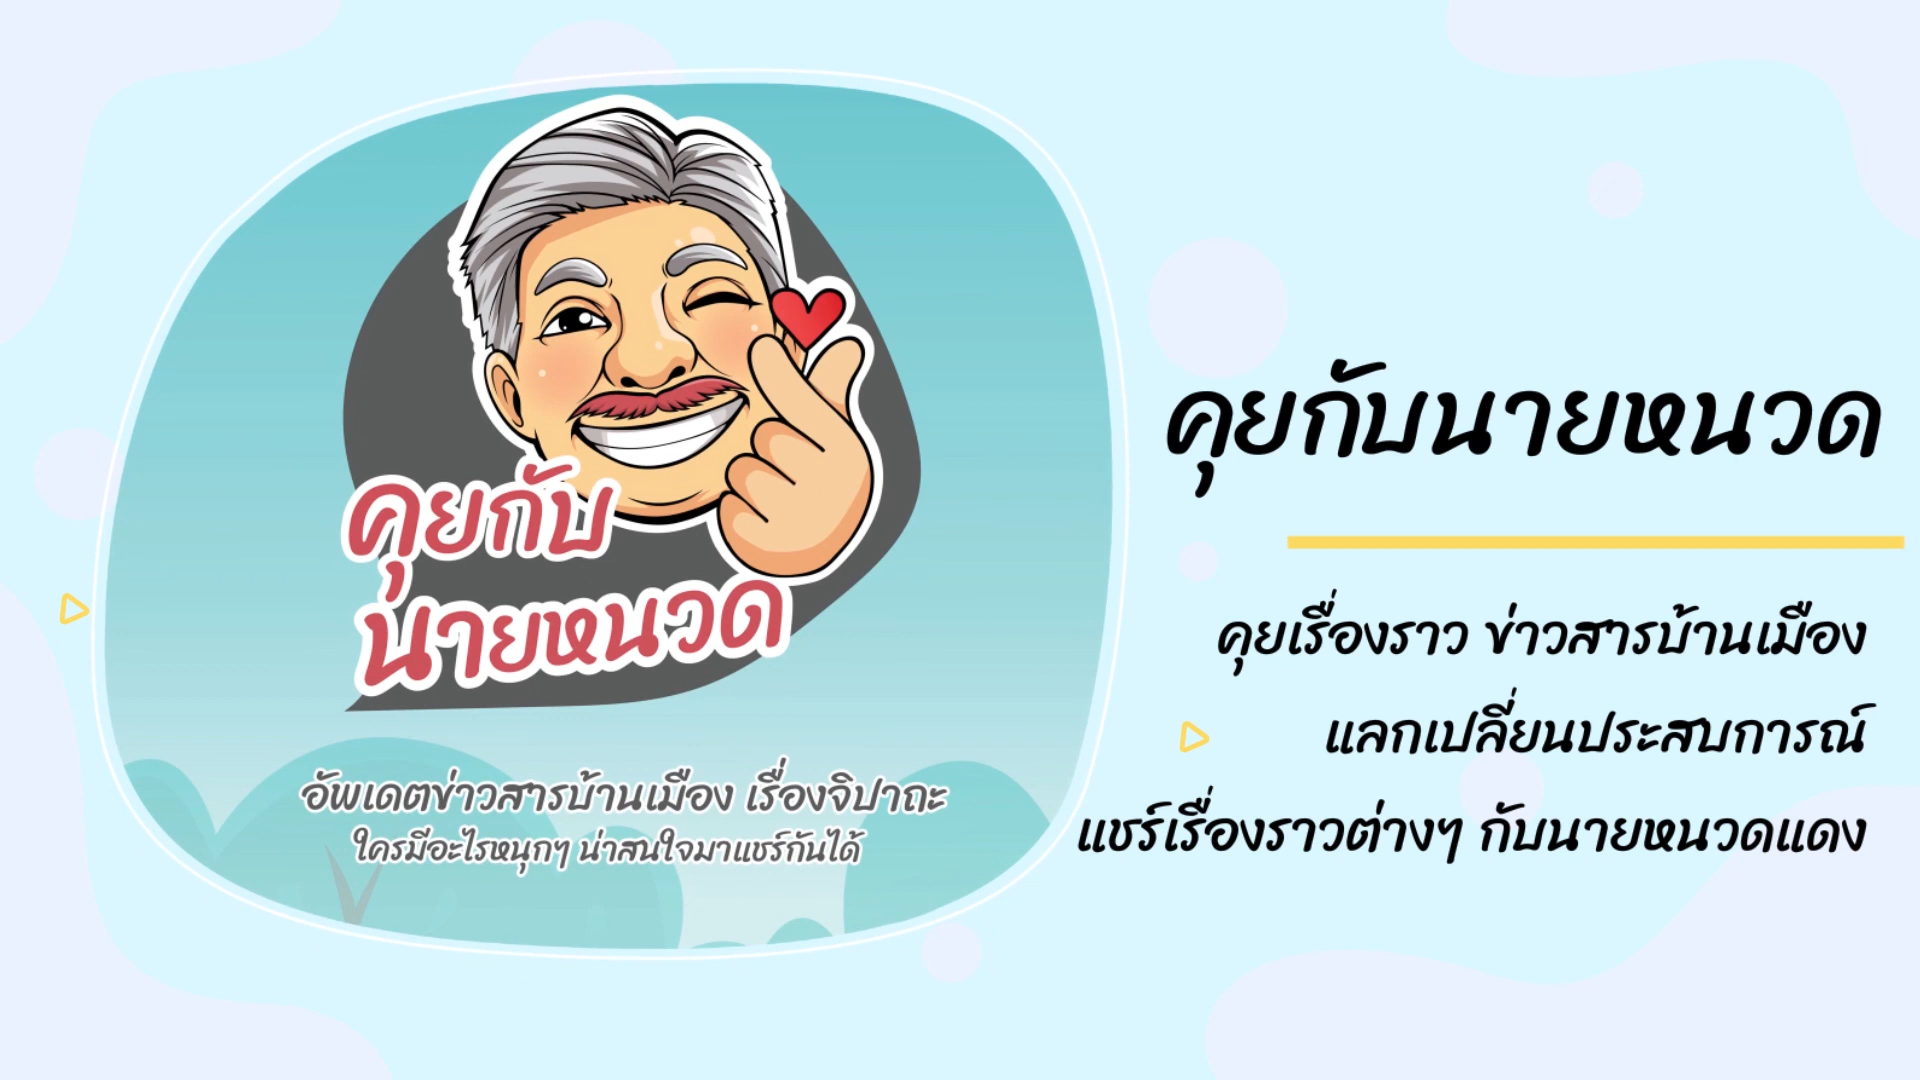 คุยกับ
นายหนวด
อัพเดตข่าวสารบ้านเมือง เรื่องจิปาถะ
ใครมีอะไรหนุกๆ น่าสนใจมาแชร์กันได้
คุยกับนายหนวด
คุยเรื่องราว ข่าวสารบ้านเมือง
แลกเปลี่ยนประสบการณ์
แชร์เรื่องราวต่างๆ กับนายหนวดแดง